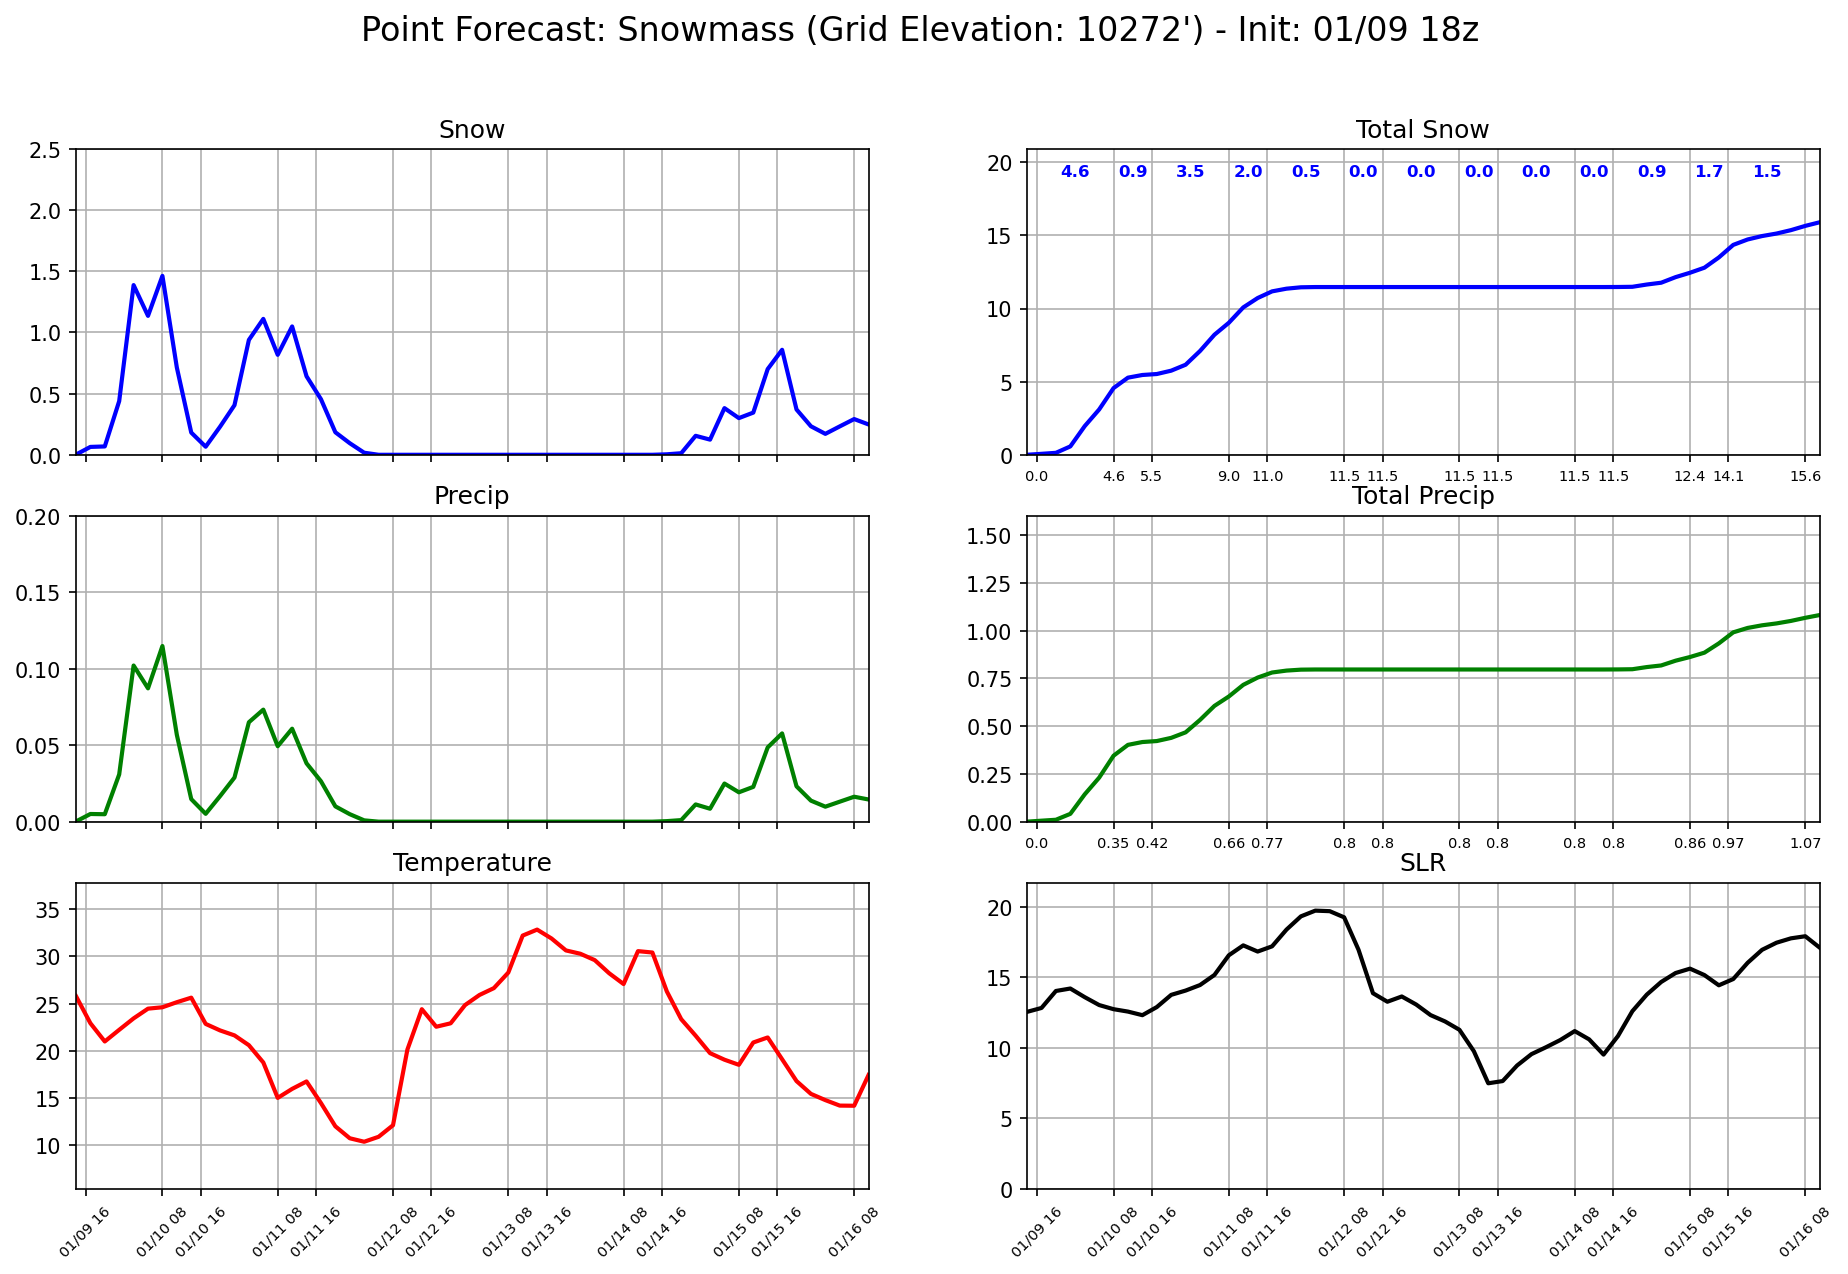 Point Forecast: Snowmass (Grid Elevation: 10272') - Init: 01/09 18z
Snow
2.5
2.0
1.5
1.0
0.5
0.0
Total Snow
20
15
10
5
0
4.6 0.9 3.5 2.0 0.5 0.0 0.0 0.0 0.0 0.0 0.9 1.7 1.5
0.0 4.6 5.5 9.0 11.0 11.5 11.5 11.5 11.5 11.5 11.5 12.4 14.1 15.6
Precip
0.20
0.15
0.10
0.05
0.00
Total Precip
1.50
1.25
1.00
0.75
0.50
0.25
0.00
0.0 0.35 0.42 0.66 0.77 0.8 0.8 0.8 0.8 0.8 0.8 0.86 0.97 1.07
Temperature
35
30
25
20
15
10
01/09 16 01/10 08 01/10 16 01/11 08 01/11 16 01/12 08 01/12 16 01/13 08 01/13 16 01/14 08 01/14 16 01/15 08 01/15 16 01/16 08
SLR
20
15
10
5
0
01/09 16 01/10 08 01/10 16 01/11 08 01/11 16 01/12 08 01/12 16 01/13 08 01/13 16 01/14 08 01/14 16 01/15 08 01/15 16 01/16 08